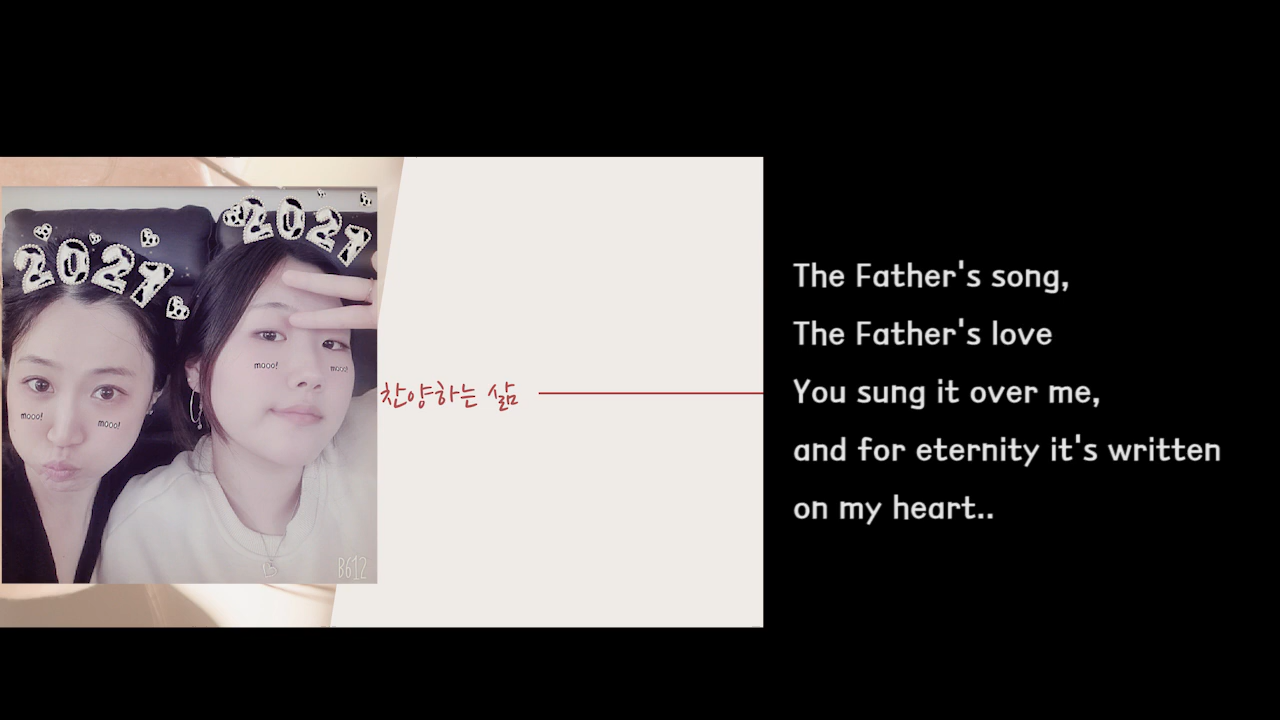 2021
2021
mooo!
mooo!
mooo!
mooo!
B612
찬양하는 삶
The Father's song,
The Father's love
You sung it over me,
and for eternity it's written
on my heart..